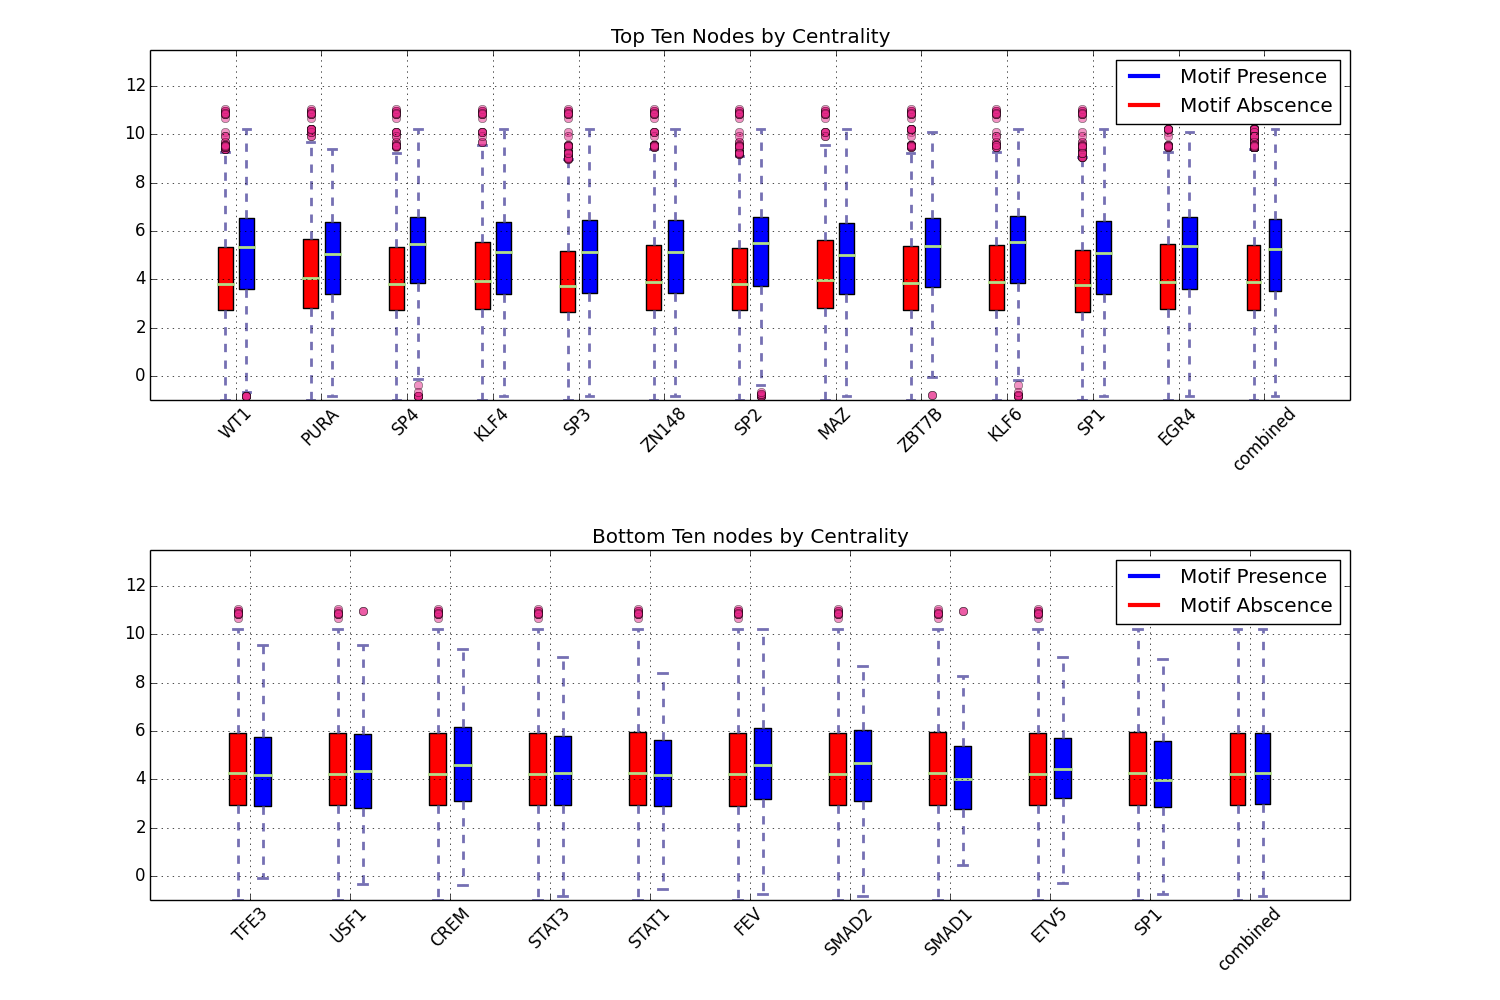 Top Ten Nodes by Centrality
Motif Presence
Motif Abscence
12
10
8
6
4
2
0
WT1 PURA SP4 KLF4 SP3 ZN148 SP2 MAZ ZBT7B KLF6 SP1 EGR4 combined
Bottom Ten nodes by Centrality
Motif Presence
Motif Abscence
12
10
8
6
4
2
0
TFE3 USF1 CREM STAT3 STAT1 FEV SMAD2 SMAD1 ETV5 SP1 combined